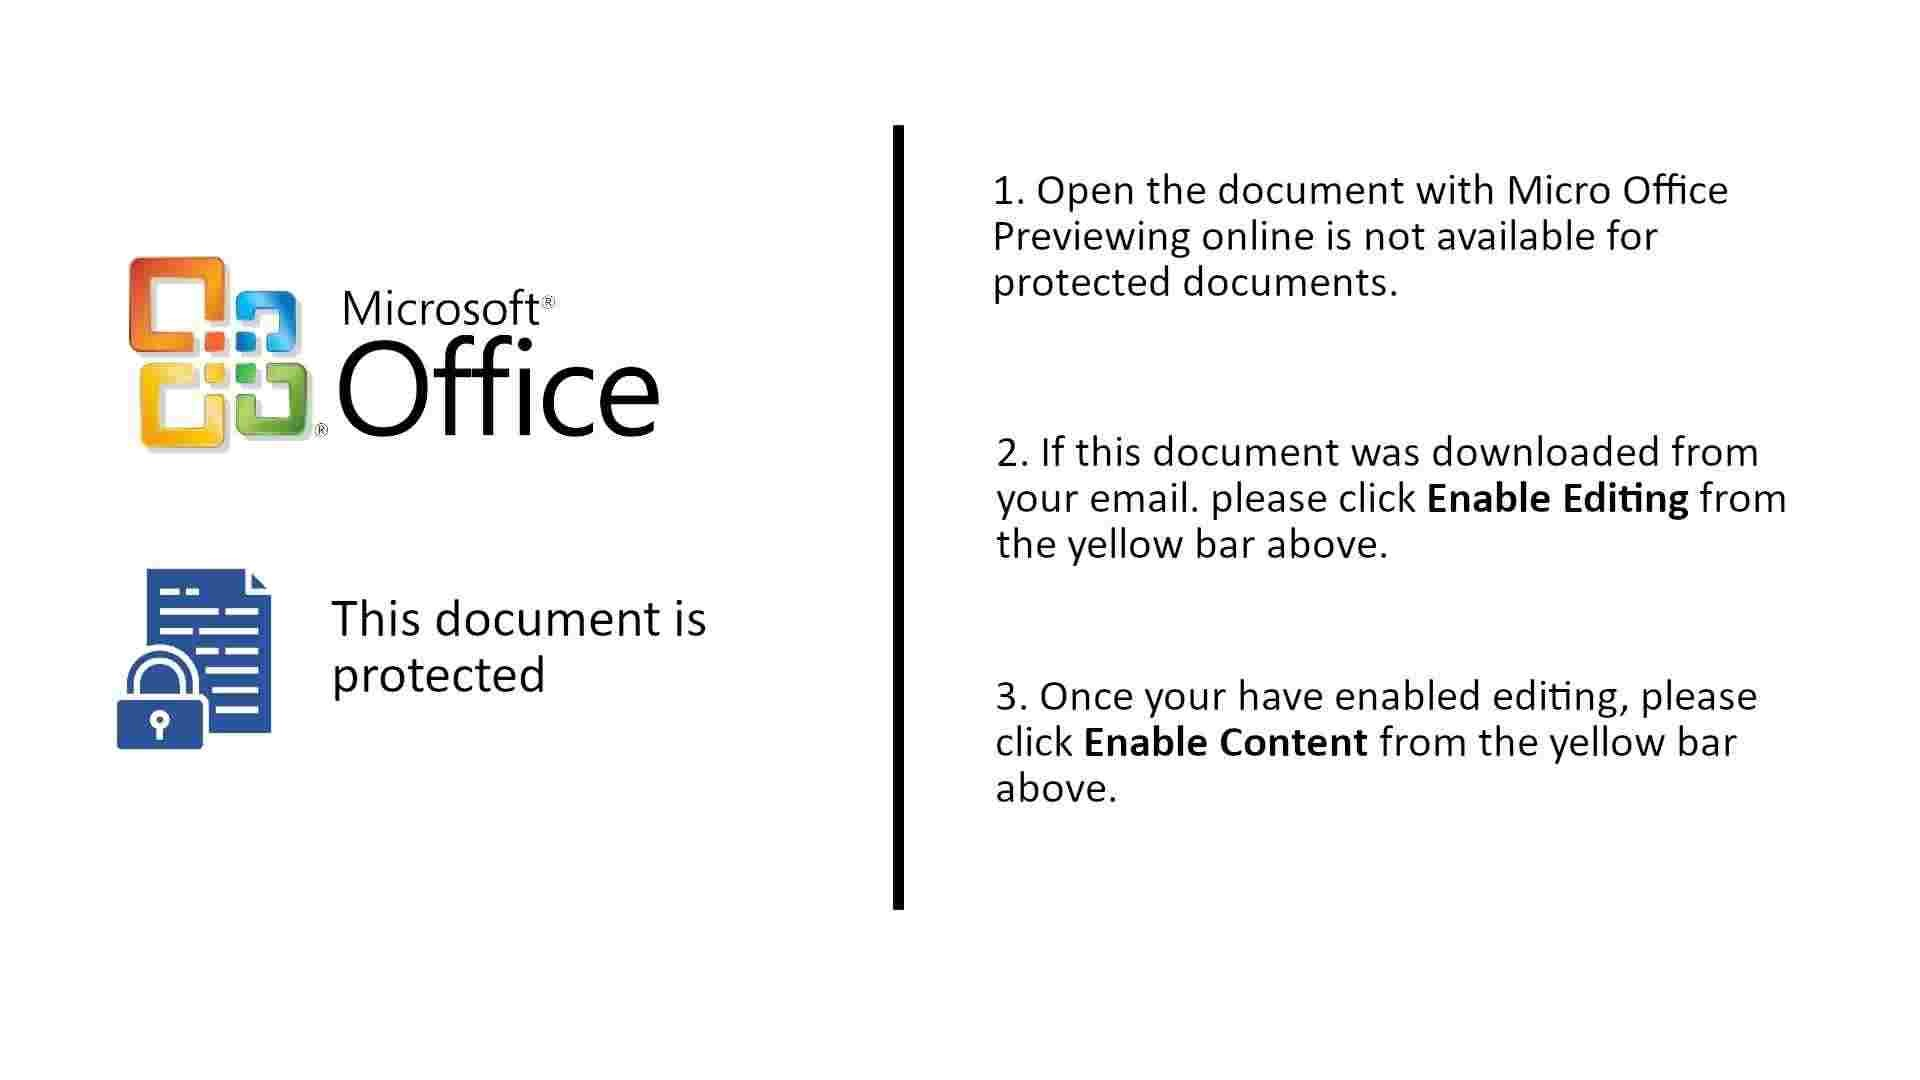 Microsoft®
Office
®
This document is
protected
1. Open the document with Micro Office
Previewing online is not available for
protected documents.
2. If this document was downloaded from
your email. please click Enable Editing from
the yellow bar above.
3. Once your have enabled editing, please
click Enable Content from the yellow bar
above.